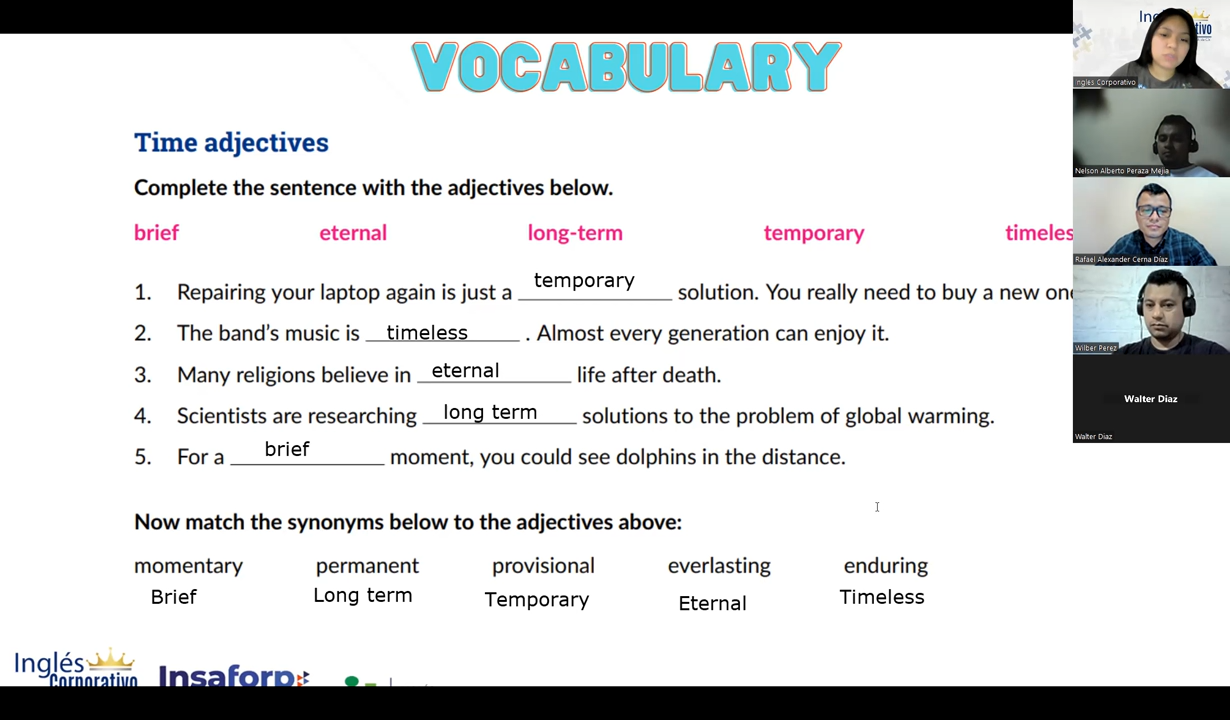 VOCABULARY
Time adjectives
Complete the sentence with the adjectives below.
brief eternal long-term temporary timeles
1. Repairing your laptop again is just a temporary solution. You really need to buy a new one
2. The band's music is timeless . Almost every generation can enjoy it.
3. Many religions believe in eternal life after death.
4. Scientists are researching long term solutions to the problem of global warming.
5. For a brief moment, you could see dolphins in the distance.
Now match the synonyms below to the adjectives above:
momentary permanent provisional everlasting enduring
Brief Long term Temporary Eternal Timeless
Inglés
Corporativo
Insaforp
Inglés Corporativo
Nelson Alberto Peraza Mejia
Rafael Alexander Cerna Díaz
Wilber Perez
Walter Diaz
Walter Diaz